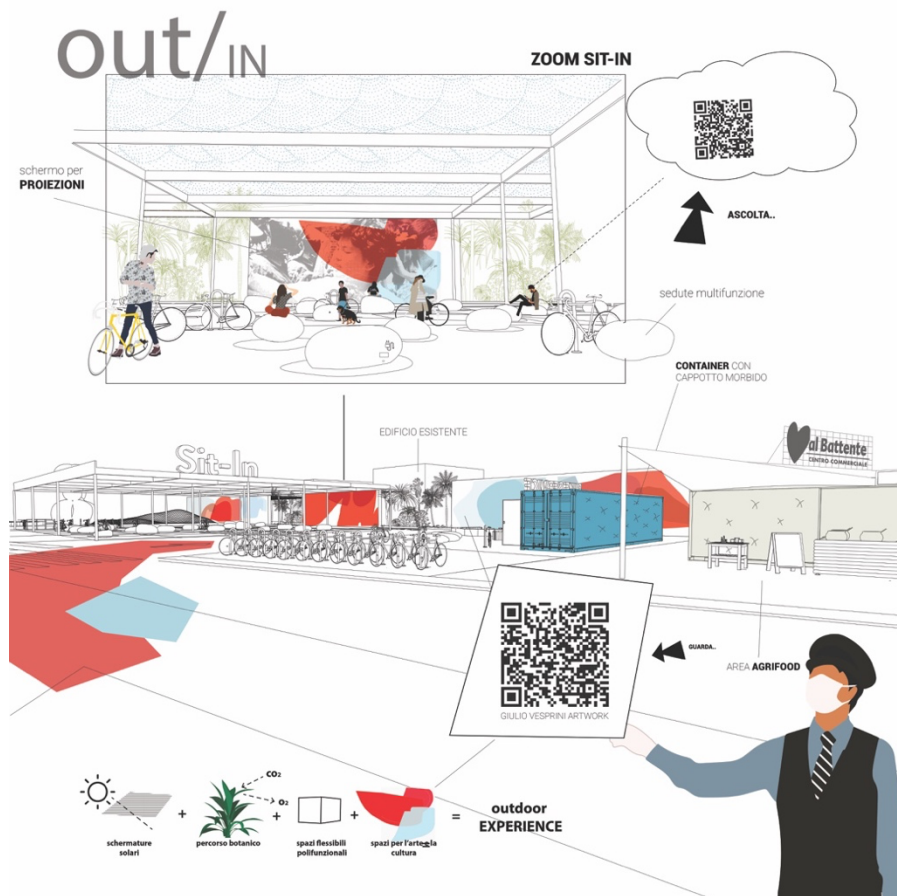 out/IN
ZOOM SIT-IN
schermo per
PROIEZIONI
ASCOLTA..
sedute multifunzione
CONTAINER CON
CAPPOTTO MORBIDO
EDIFICIO ESISTENTE
al Battente
CENTRO COMMERCIALE
Sit-In
GUARDA..
AREA AGRIFOOD
GIULIO VESPRINI ARTWORK
CO2
O2
+ + + = outdoor
EXPERIENCE
schermature
solari
percorso botanico
spazi flessibili
polifunzionali
spazi per l'arte e la
cultura
=